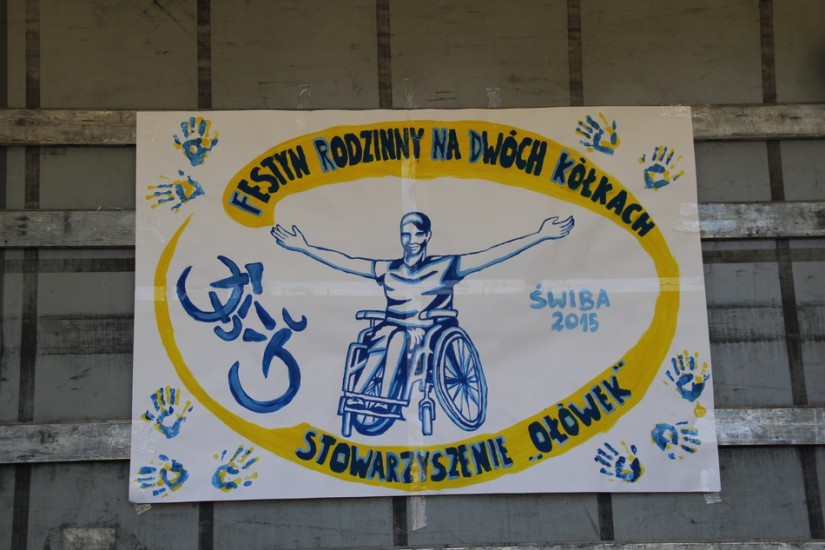 FESTYN RODZINNY NA DWÓCH KÓŁKACH
ŚWIBA
2015
STOWARZYSZENIE „OŁÓWEK”